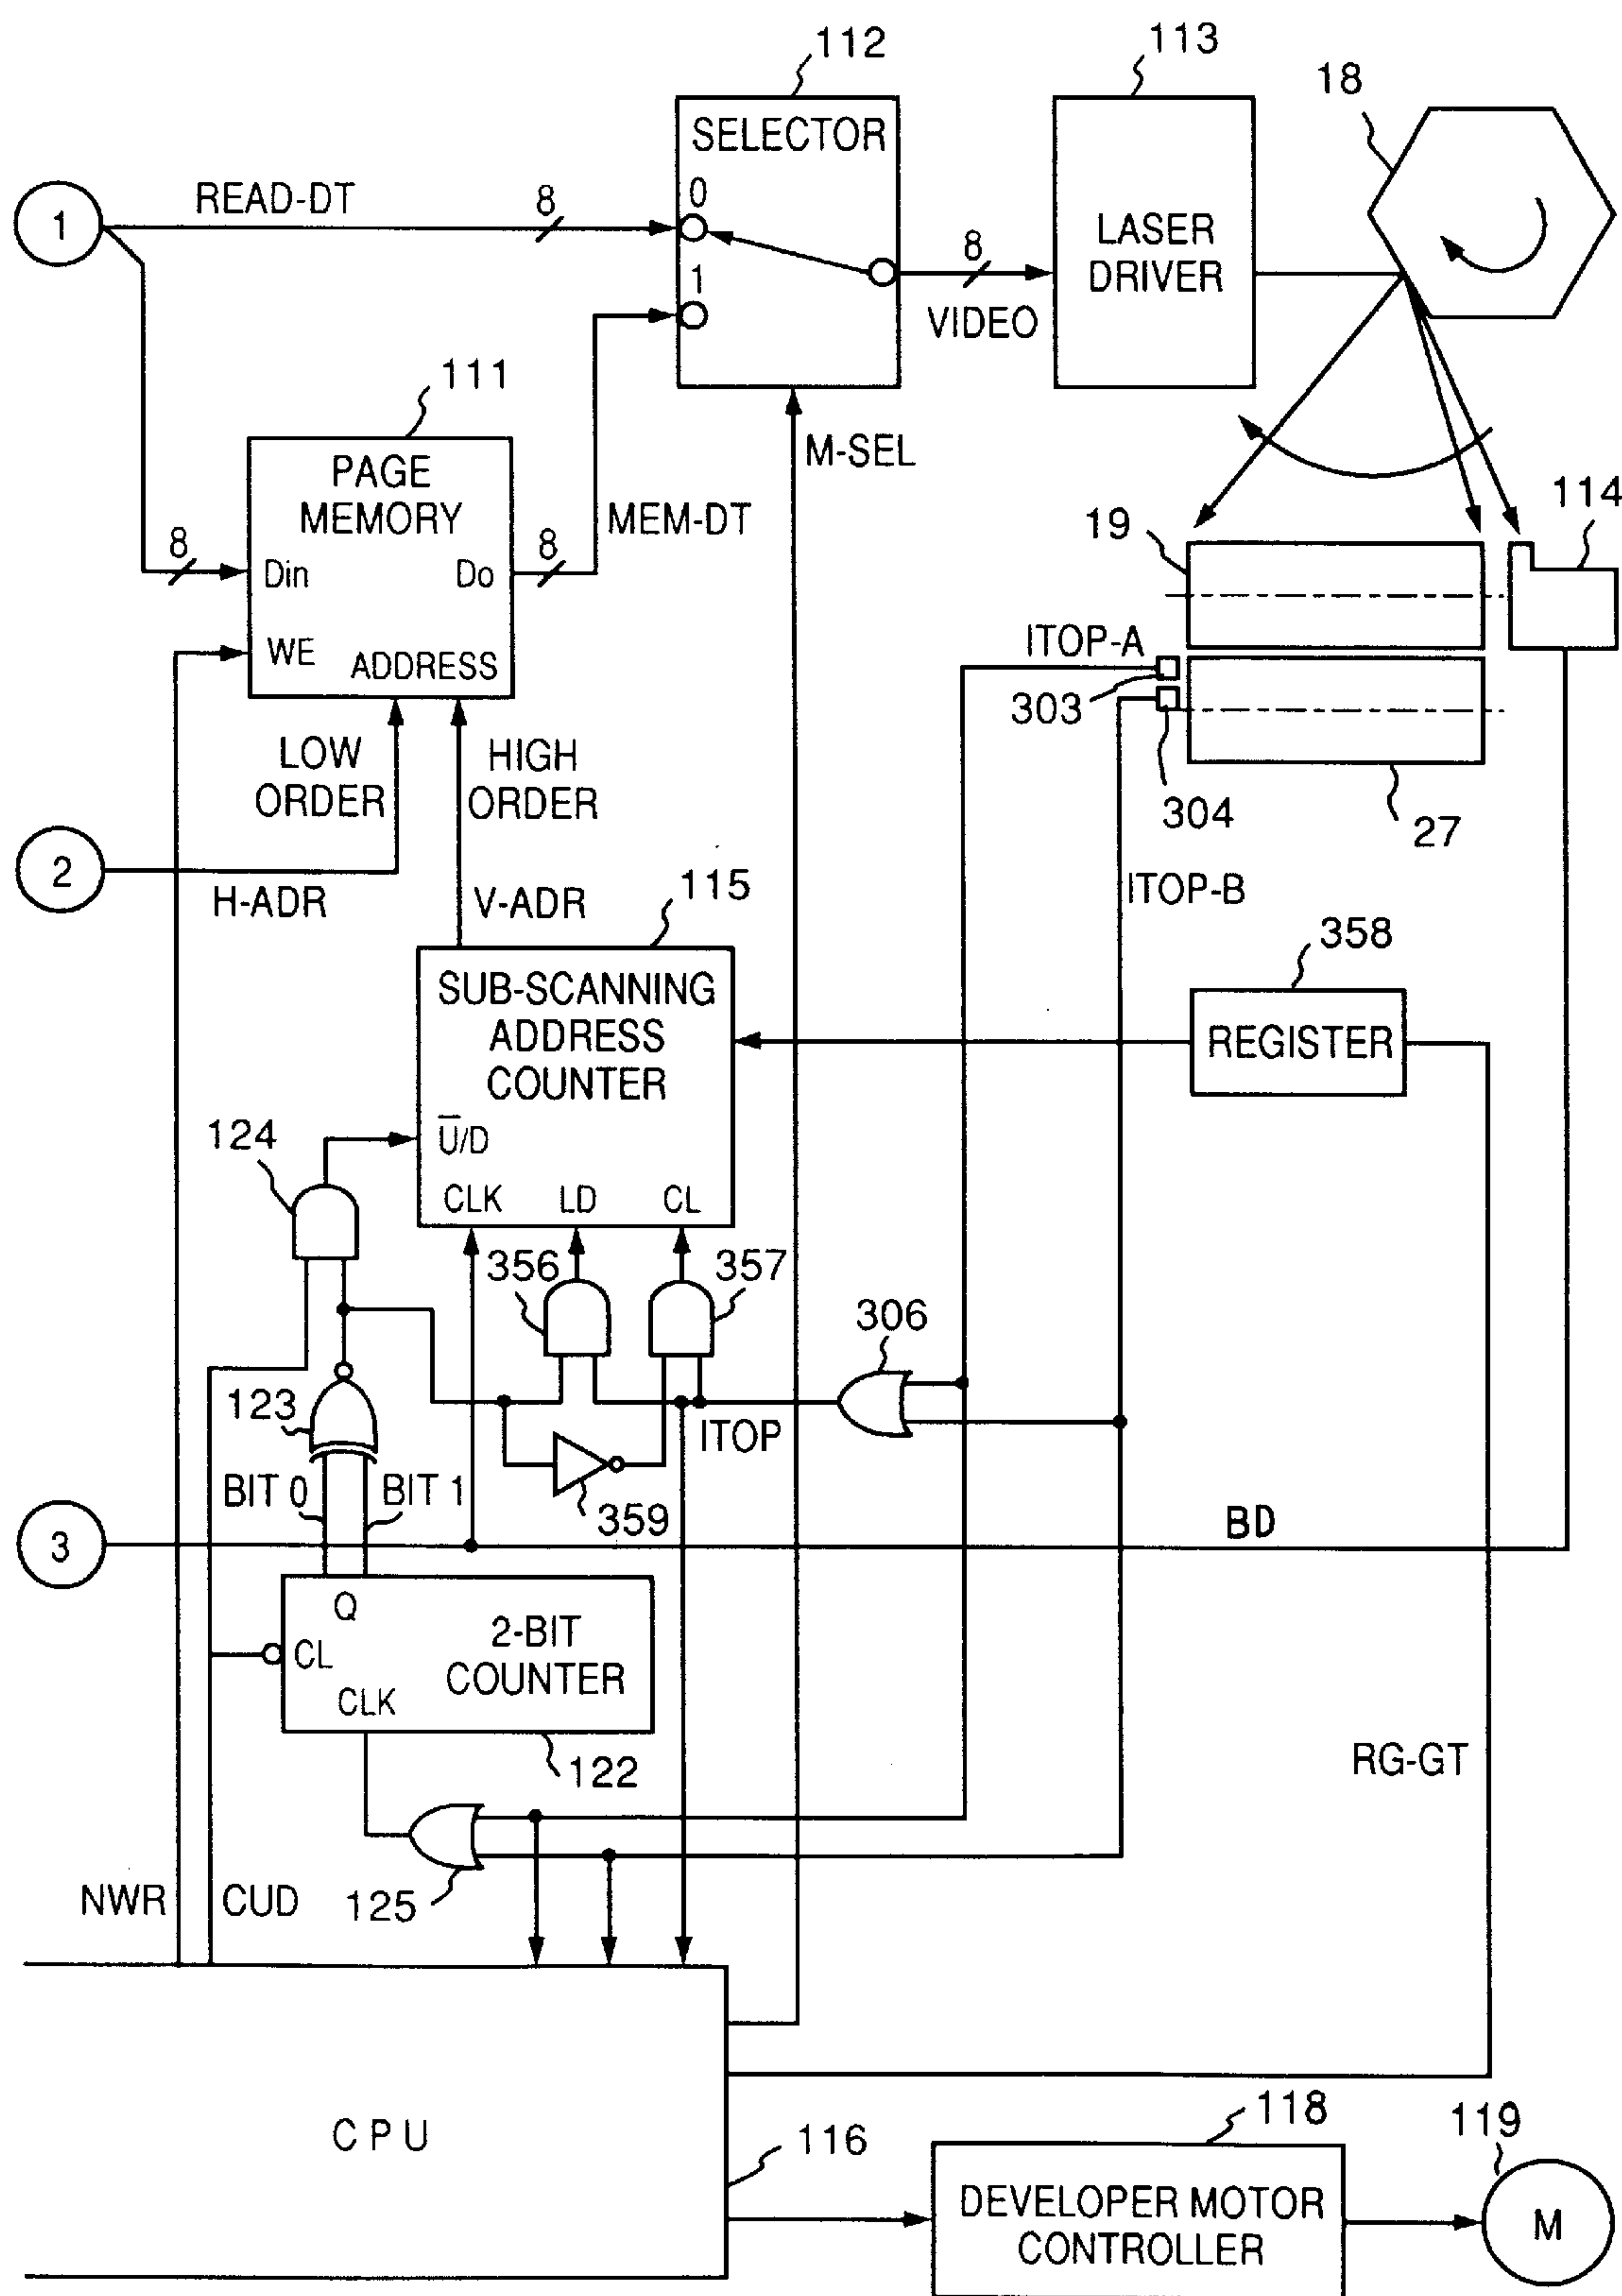 112
113
18
SELECTOR
1
READ-DT
8
0
LASER
DRIVER
8
1
VIDEO
111
M-SEL
PAGE
MEMORY
MEM-DT
114
19
8
Din
Do
8
WE
ADDRESS
ITOP-A
303
LOW
ORDER
HIGH
ORDER
304
27
2
H-ADR
V-ADR
115
ITOP-B
358
SUB-SCANNING
ADDRESS
COUNTER
REGISTER
124
U̅/D
CLK
LD
CL
356
357
306
123
ITOP
BIT 0
BIT 1
359
3
BD
Q
2-BIT
COUNTER
CL
CLK
122
RG-GT
NWR
CUD
125
CPU
116
118
119
DEVELOPER MOTOR
CONTROLLER
M